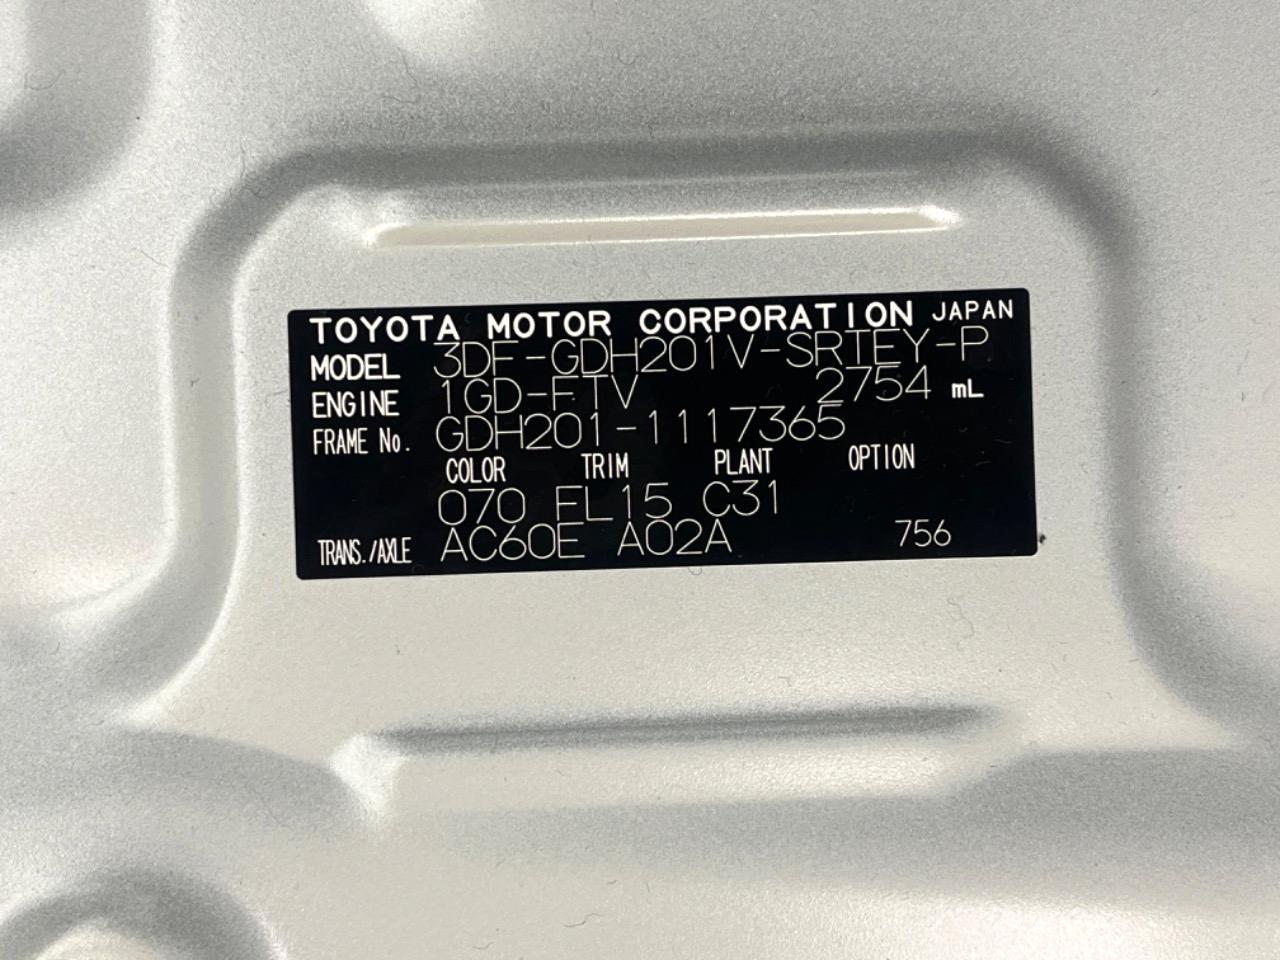 TOYOTA MOTOR CORPORATION JAPAN
MODEL 3DF-GDH201V-SRTEY-P
ENGINE 1GD-FTV 2754 mL
FRAME No. GDH201-1117365
COLOR TRIM PLANT OPTION
070 FL15 C31
TRANS./AXLE AC60E A02A 756